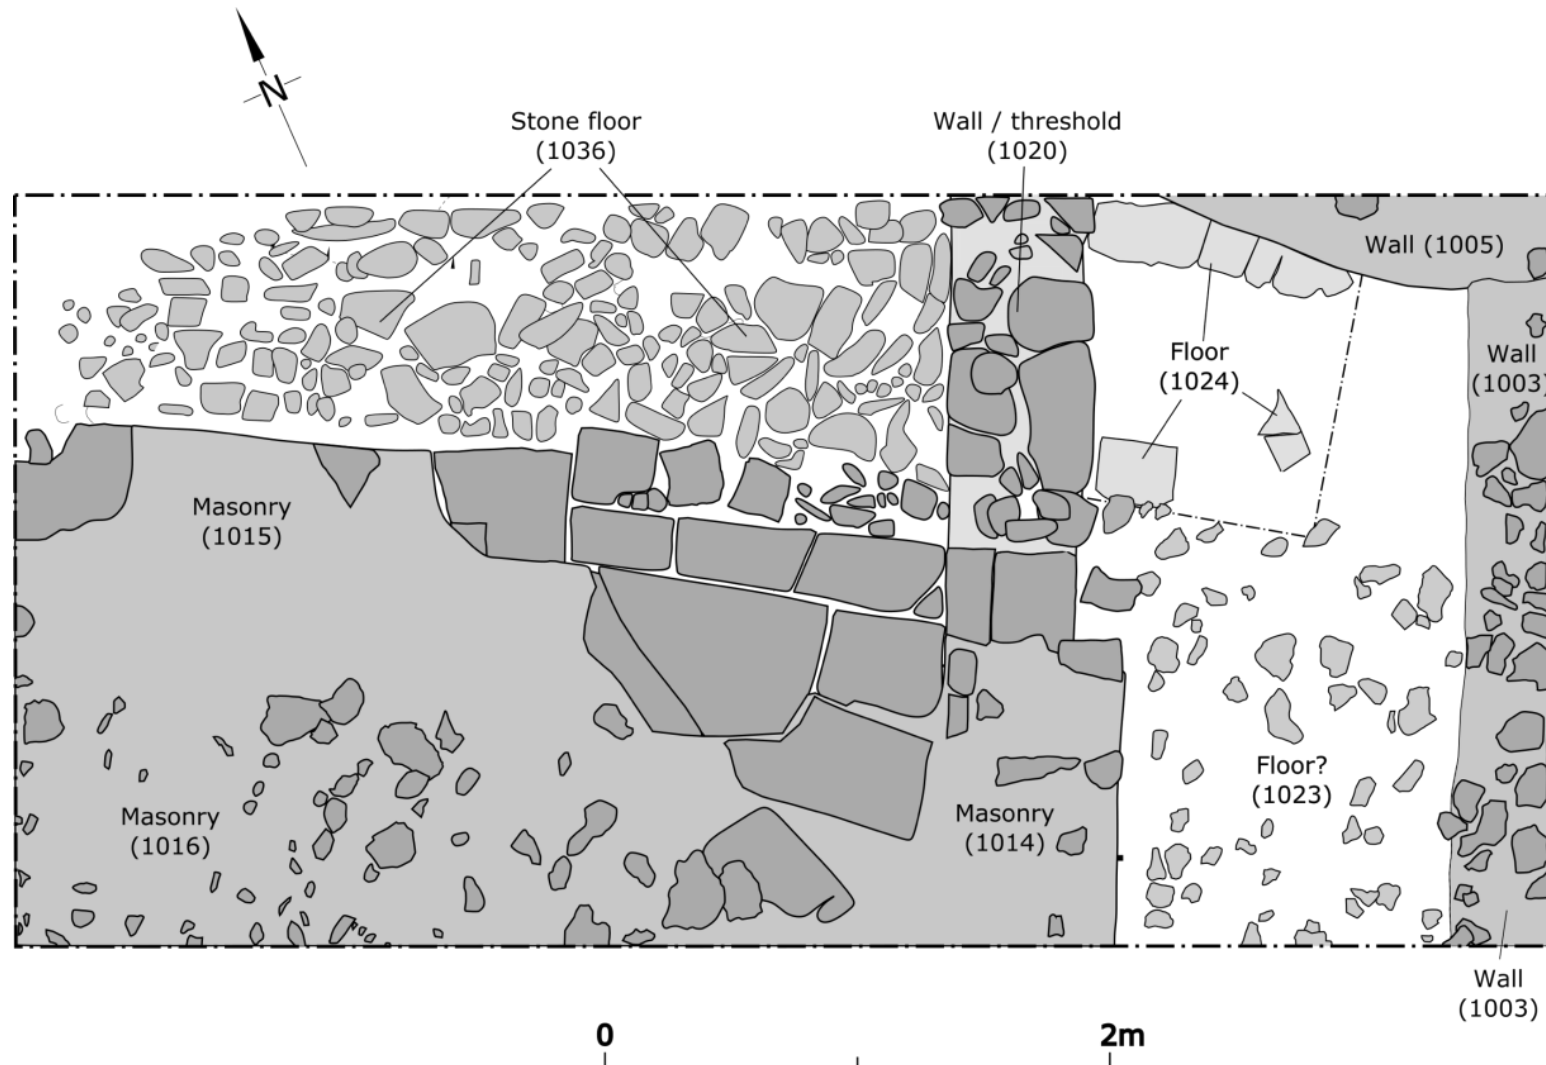 N
Stone floor
(1036)
Wall / threshold
(1020)
Wall (1005)
Floor
(1024)
Wall
(1003)
Masonry
(1015)
Floor?
(1023)
Masonry
(1016)
Masonry
(1014)
Wall
(1003)
0
2m